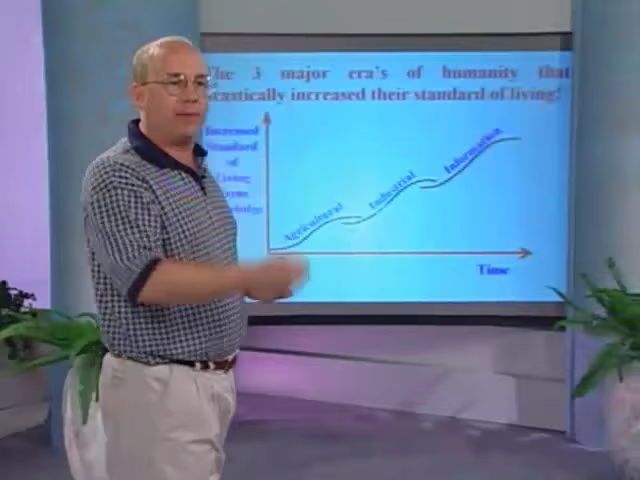 The 3 major era's of humanity that
drastically increased their standard of living!
Increased
Standard
of
Living
Agricultural
Industrial
Information
Time